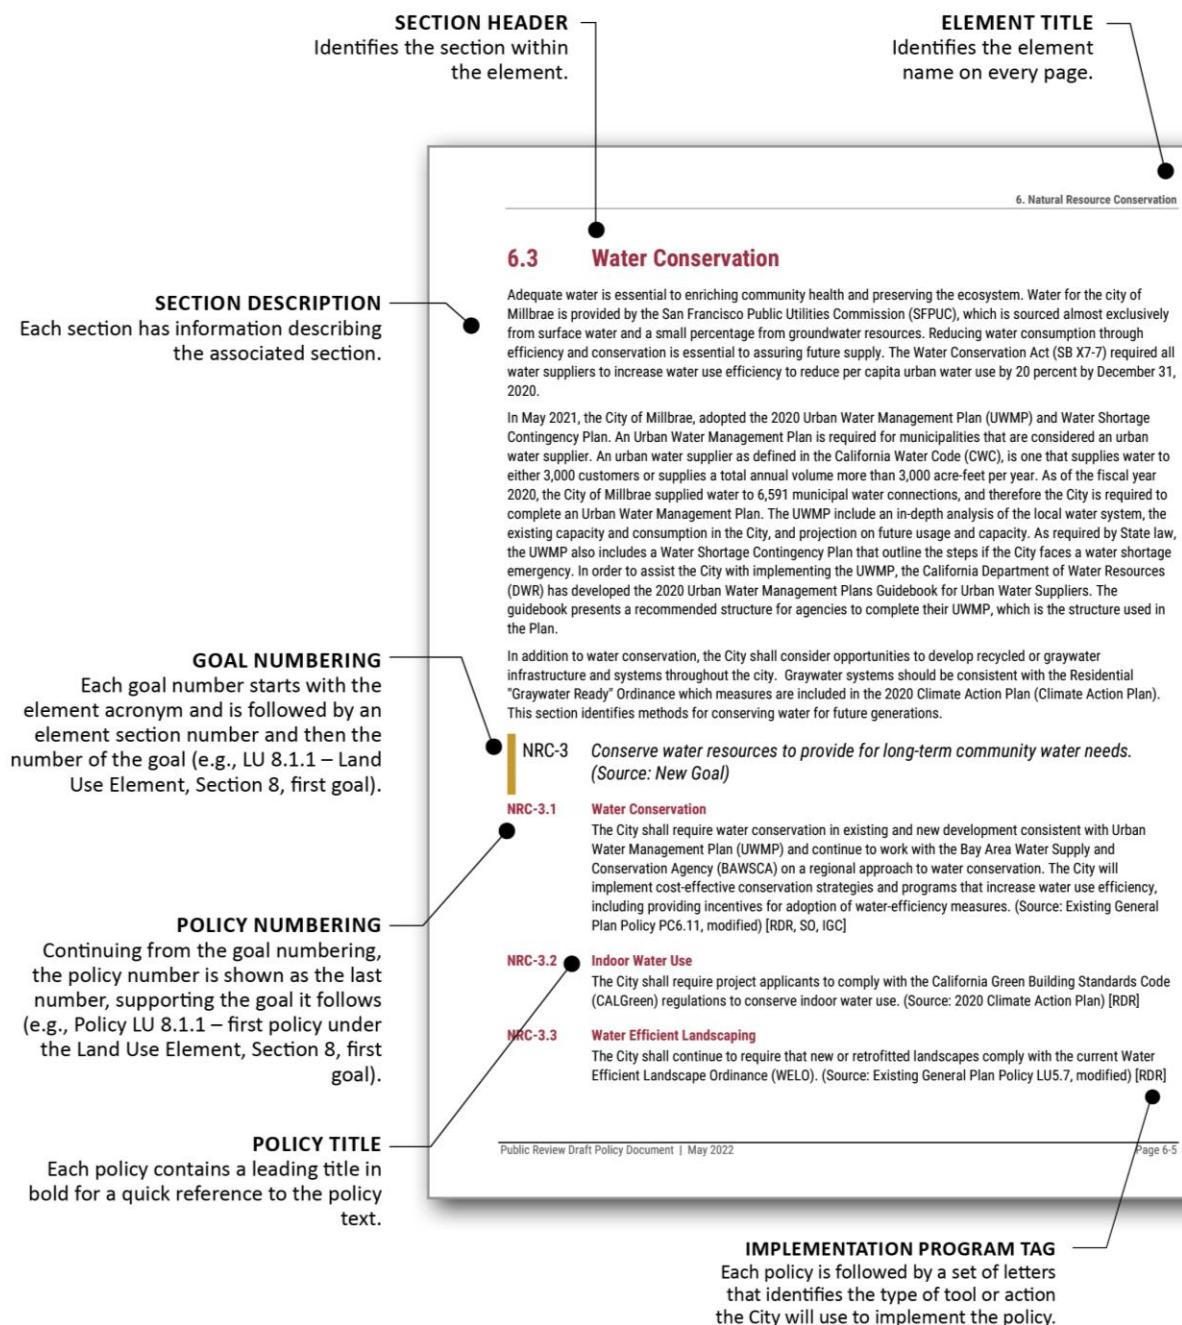 SECTION HEADER
Identifies the section within
the element.
ELEMENT TITLE
Identifies the element
name on every page.
6. Natural Resource Conservation
6.3 Water Conservation
SECTION DESCRIPTION
Each section has information describing
the associated section.
Adequate water is essential to enriching community health and preserving the ecosystem. Water for the city of
Millbrae is provided by the San Francisco Public Utilities Commission (SFPUC), which is sourced almost exclusively
from surface water and a small percentage from groundwater resources. Reducing water consumption through
efficiency and conservation is essential to assuring future supply. The Water Conservation Act (SB X7-7) required all
water suppliers to increase water use efficiency to reduce per capita urban water use by 20 percent by December 31,
2020.
In May 2021, the City of Millbrae, adopted the 2020 Urban Water Management Plan (UWMP) and Water Shortage
Contingency Plan. An Urban Water Management Plan is required for municipalities that are considered an urban
water supplier. An urban water supplier as defined in the California Water Code (CWC), is one that supplies water to
either 3,000 customers or supplies a total annual volume more than 3,000 acre-feet per year. As of the fiscal year
2020, the City of Millbrae supplied water to 6,591 municipal water connections, and therefore the City is required to
complete an Urban Water Management Plan. The UWMP include an in-depth analysis of the local water system, the
existing capacity and consumption in the City, and projection on future usage and capacity. As required by State law,
the UWMP also includes a Water Shortage Contingency Plan that outline the steps if the City faces a water shortage
emergency. In order to assist the City with implementing the UWMP, the California Department of Water Resources
(DWR) has developed the 2020 Urban Water Management Plans Guidebook for Urban Water Suppliers. The
guidebook presents a recommended structure for agencies to complete their UWMP, which is the structure used in
the Plan.
In addition to water conservation, the City shall consider opportunities to develop recycled or graywater
infrastructure and systems throughout the city. Graywater systems should be consistent with the Residential
"Graywater Ready" Ordinance which measures are included in the 2020 Climate Action Plan (Climate Action Plan).
This section identifies methods for conserving water for future generations.
GOAL NUMBERING
Each goal number starts with the
element acronym and is followed by an
element section number and then the
number of the goal (e.g., LU 8.1.1 – Land
Use Element, Section 8, first goal).
NRC-3 Conserve water resources to provide for long-term community water needs.
(Source: New Goal)
NRC-3.1 Water Conservation
The City shall require water conservation in existing and new development consistent with Urban
Water Management Plan (UWMP) and continue to work with the Bay Area Water Supply and
Conservation Agency (BAWSCA) on a regional approach to water conservation. The City will
implement cost-effective conservation strategies and programs that increase water use efficiency,
including providing incentives for adoption of water-efficiency measures. (Source: Existing General
Plan Policy PC6.11, modified) [RDR, SO, IGC]
POLICY NUMBERING
Continuing from the goal numbering,
the policy number is shown as the last
number, supporting the goal it follows
(e.g., Policy LU 8.1.1 – first policy under
the Land Use Element, Section 8, first
goal).
NRC-3.2 Indoor Water Use
The City shall require project applicants to comply with the California Green Building Standards Code
(CALGreen) regulations to conserve indoor water use. (Source: 2020 Climate Action Plan) [RDR]
NRC-3.3 Water Efficient Landscaping
The City shall continue to require that new or retrofitted landscapes comply with the current Water
Efficient Landscape Ordinance (WELO). (Source: Existing General Plan Policy LU5.7, modified) [RDR]
POLICY TITLE
Each policy contains a leading title in
bold for a quick reference to the policy
text.
Public Review Draft Policy Document | May 2022
Page 6-5
IMPLEMENTATION PROGRAM TAG
Each policy is followed by a set of letters
that identifies the type of tool or action
the City will use to implement the policy.